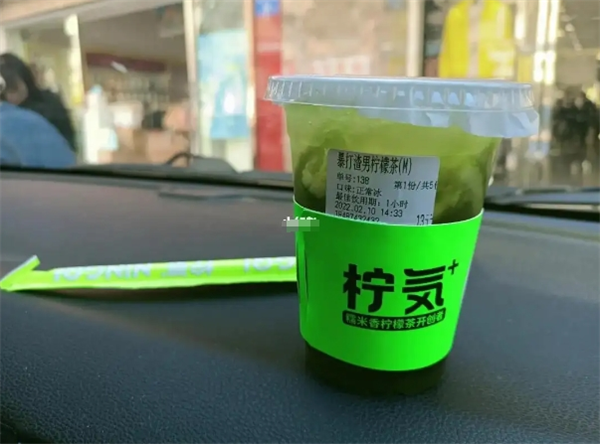 暴打渣男柠檬茶(M)
单号:138 第1份/共5份
口味:正常冰
最佳饮用期:1小时
2022.02.10 14:33
柠気+
糯米香柠檬茶开创者